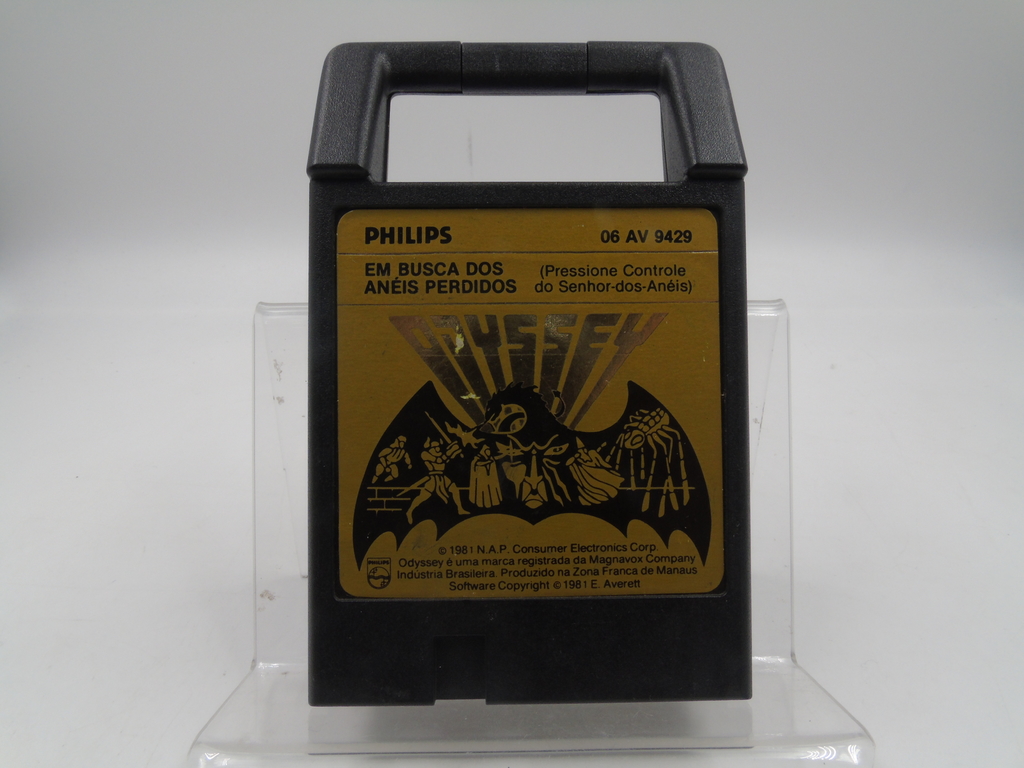 PHILIPS 06 AV 9429
EM BUSCA DOS (Pressione Controle
ANÉIS PERDIDOS do Senhor-dos-Anéis)
ODYSSEY
© 1981 N.A.P. Consumer Electronics Corp.
Odyssey é uma marca registrada da Magnavox Company
PHILIPS
Indústria Brasileira. Produzido na Zona Franca de Manaus
Software Copyright © 1981 E. Averett